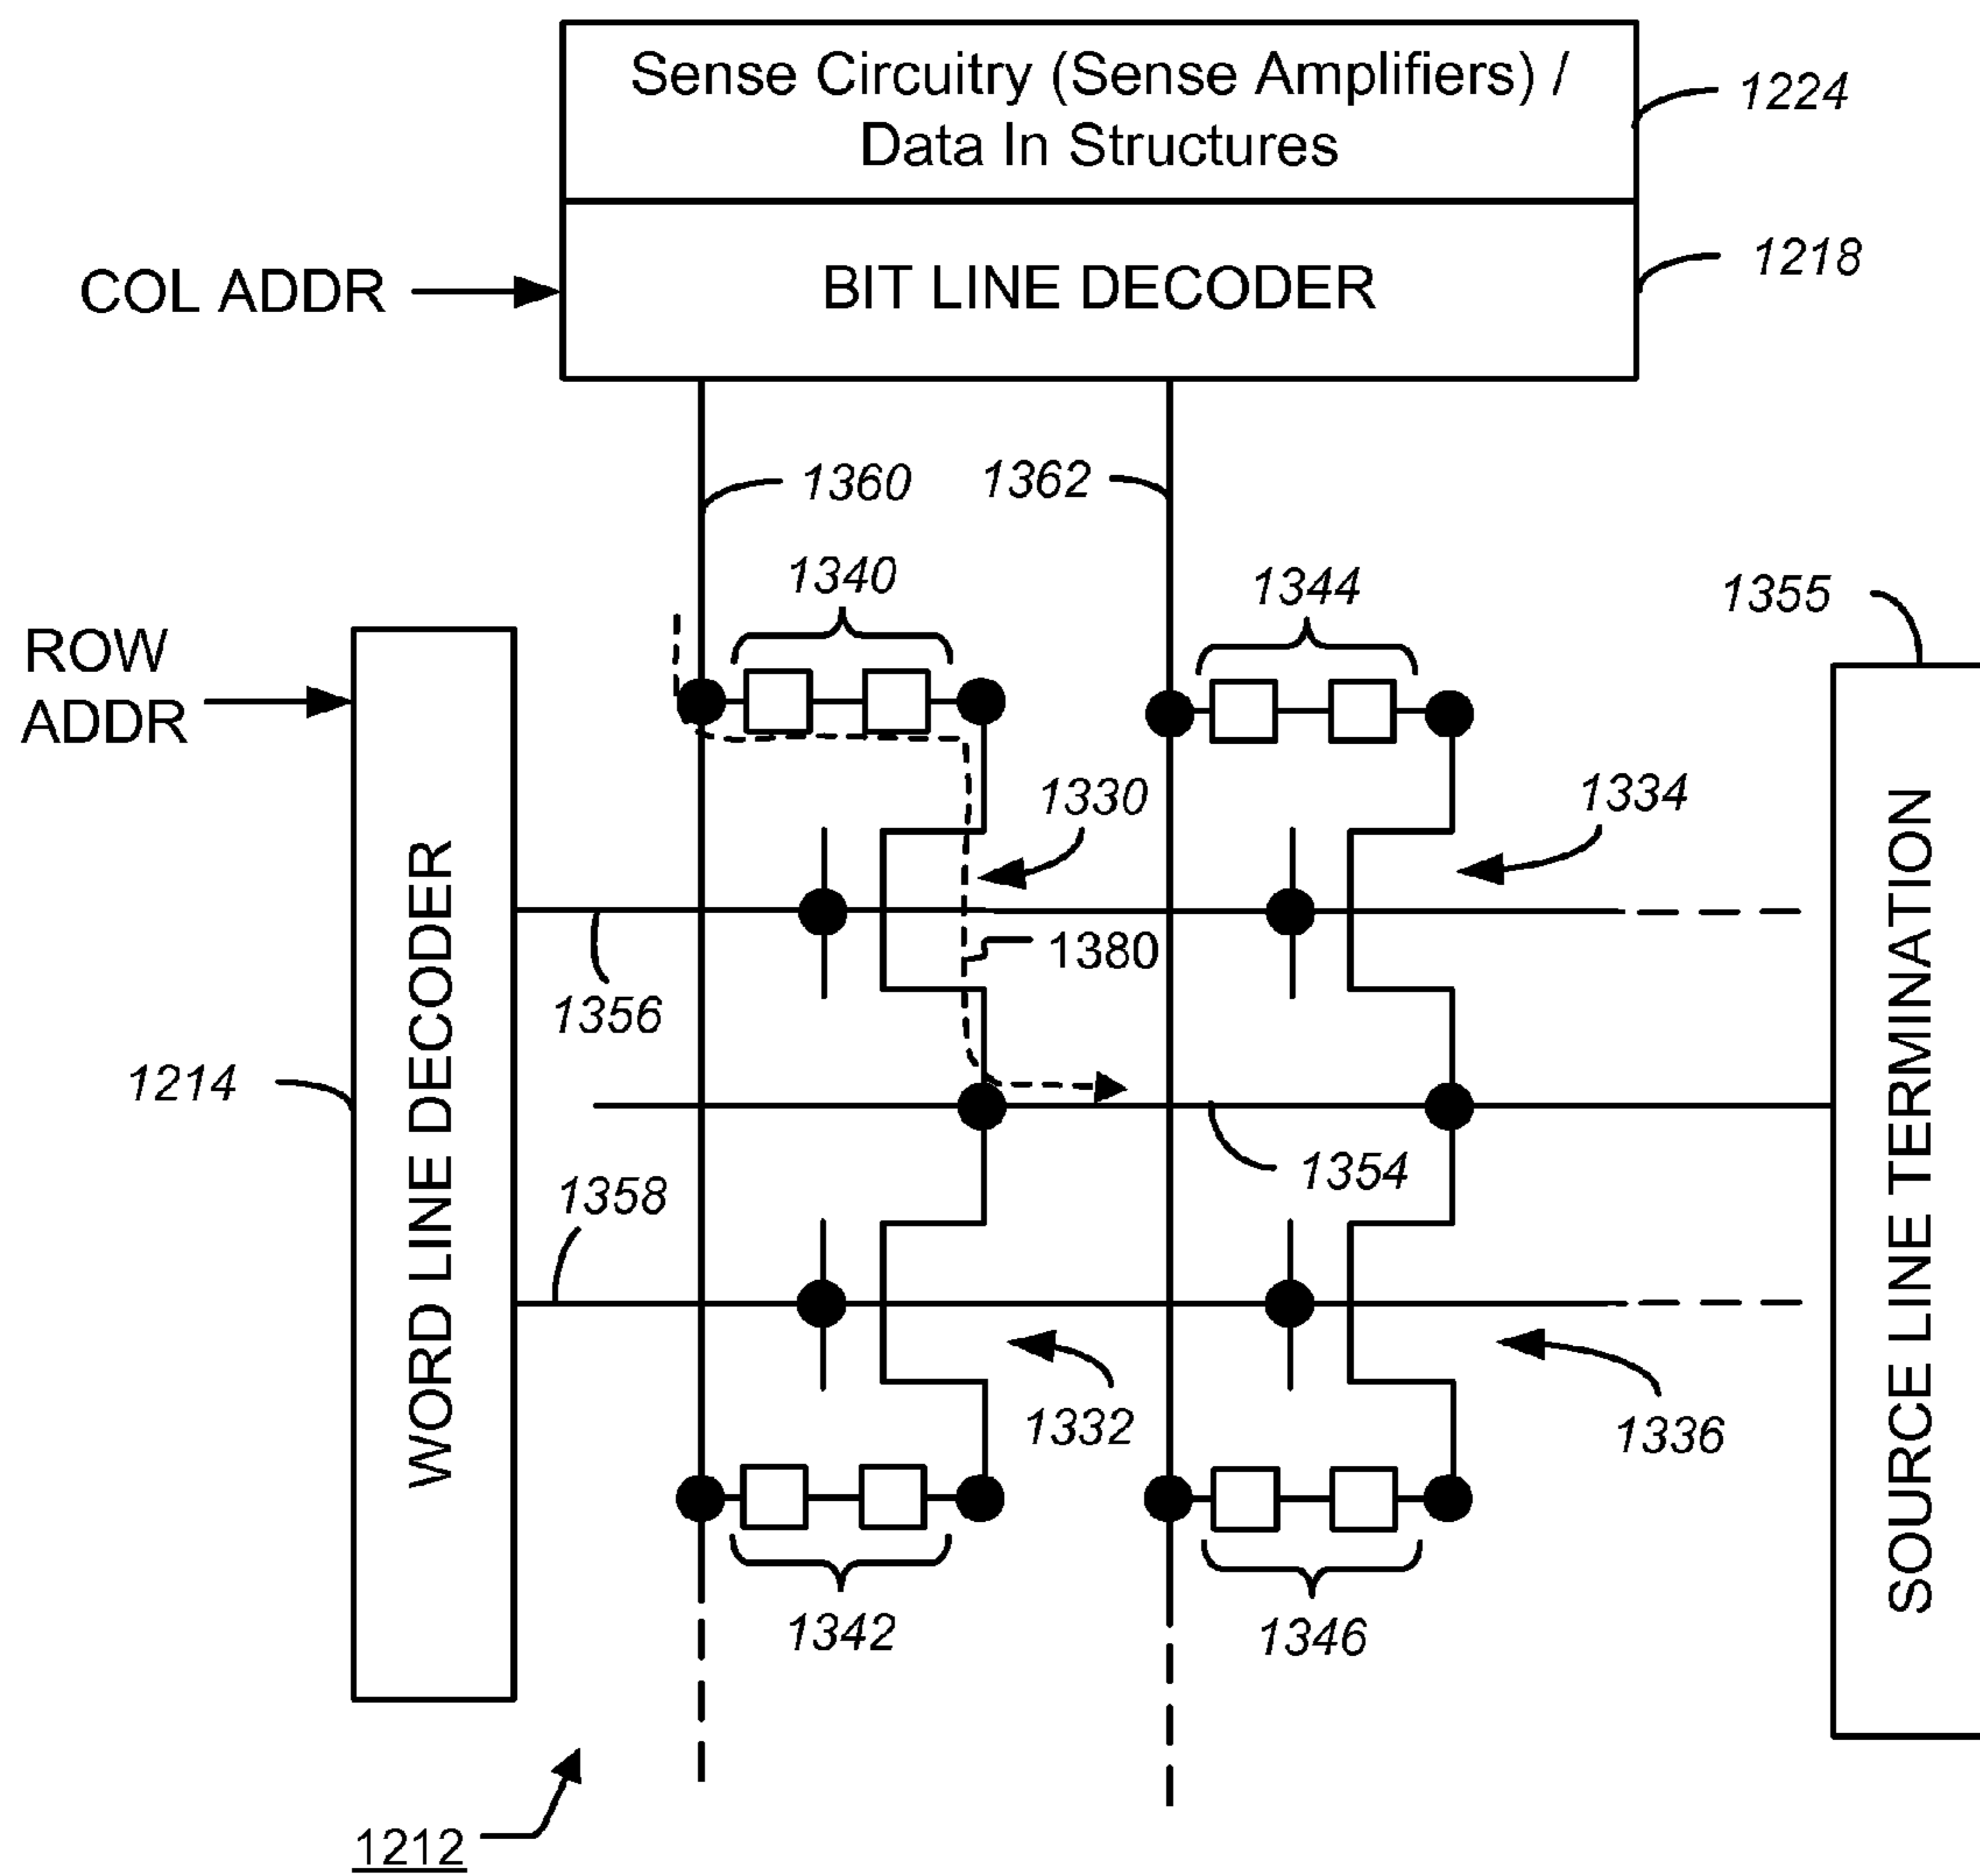 Sense Circuitry (Sense Amplifiers) /
Data In Structures
1224
BIT LINE DECODER
1218
COL ADDR
1360
1362
1340
1344
1355
ROW
ADDR
1330
1334
WORD LINE DECODER
SOURCE LINE TERMINATION
1380
1356
1214
1354
1358
1332
1336
1342
1346
1212